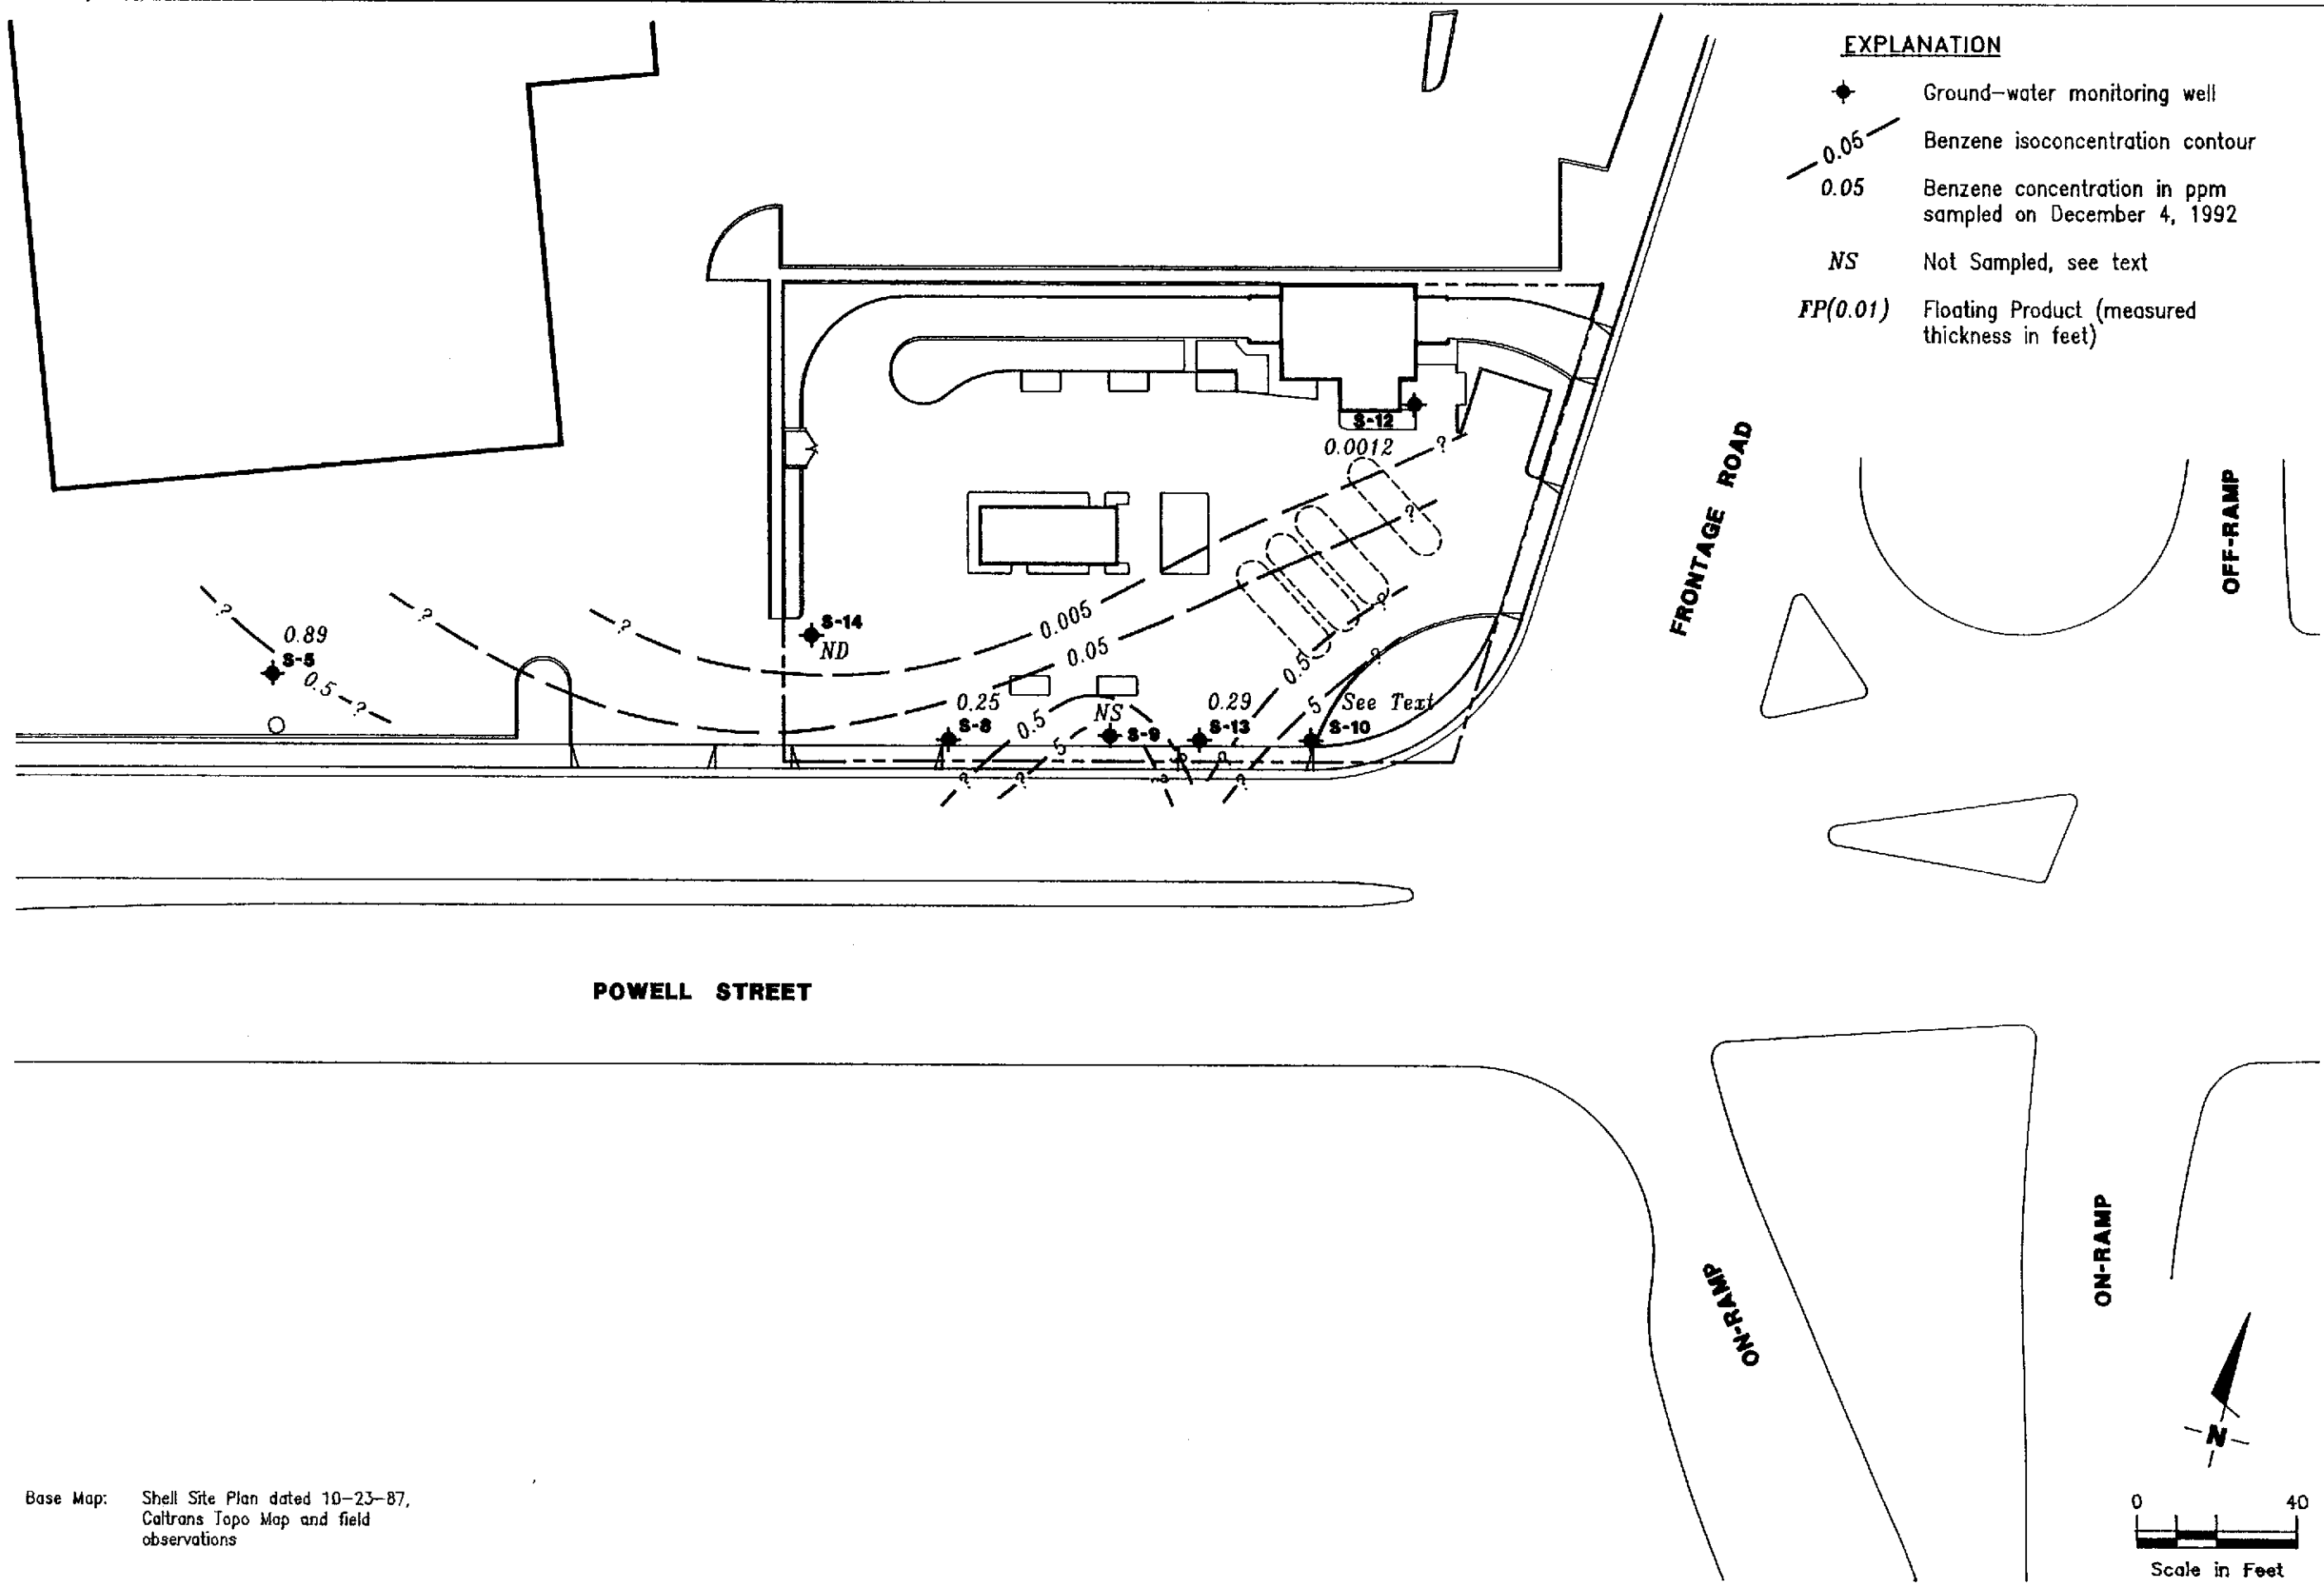 EXPLANATION
Ground-water monitoring well
0.05
Benzene isoconcentration contour
0.05
Benzene concentration in ppm
sampled on December 4, 1992
NS
Not Sampled, see text
FP(0.01)
Floating Product (measured
thickness in feet)
S-12
0.0012
?
?
FRONTAGE ROAD
OFF-RAMP
?
?
?
?
0.89
S-5
0.5
?
S-14
ND
0.005
0.05
0.5
?
0.25
S-8
0.5
NS
S-9
5
0.29
S-13
5
See Text
S-10
?
?
?
?
?
?
POWELL STREET
ON-RAMP
ON-RAMP
N
Base Map:
Shell Site Plan dated 10-23-87,
Caltrans Topo Map and field
observations
0
40
Scale in Feet